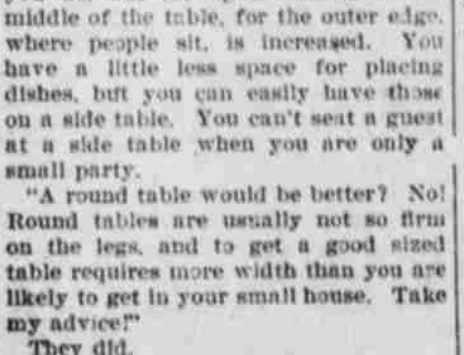 middle of the table, for the outer edge,
where people sit, is increased. You
have a little less space for placing
dishes, but you can easily have those
on a side table. You can't seat a guest
at a side table when you are only a
small party.
"A round table would be better? No!
Round tables are usually not so firm
on the legs, and to get a good sized
table requires more width than you are
likely to get in your small house. Take
my advice!"
They did.